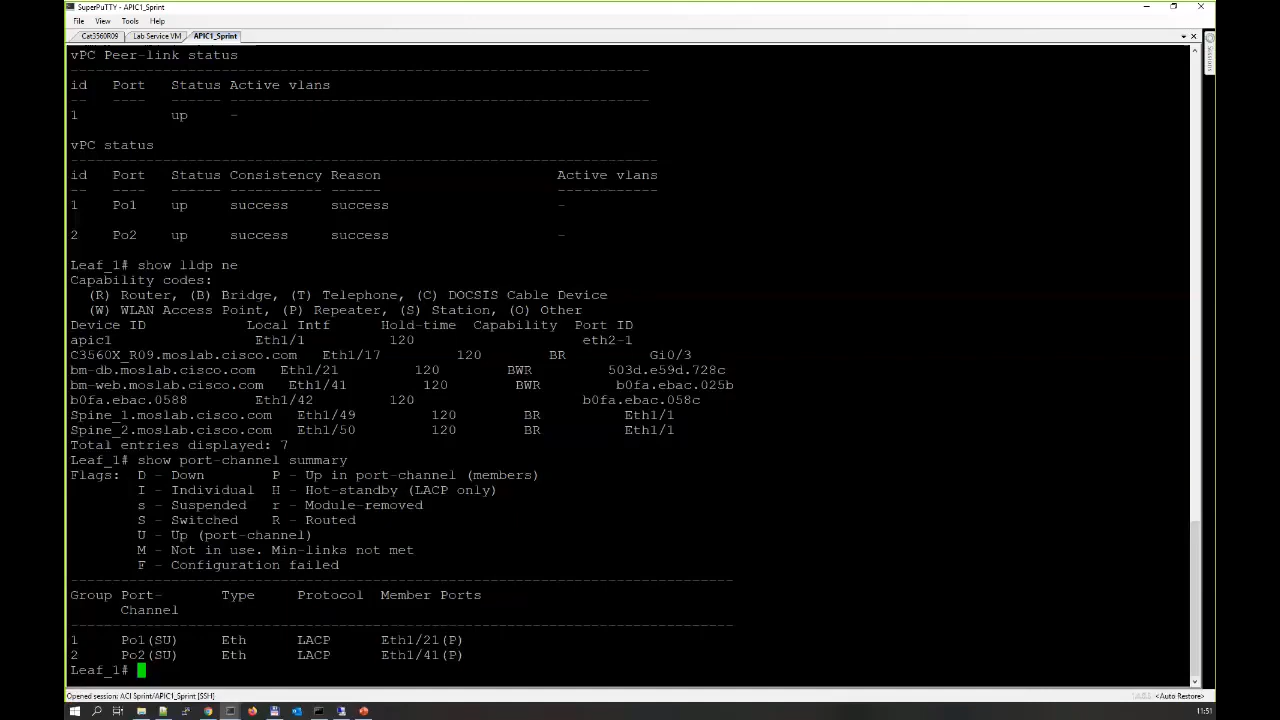 SuperPuTTY - APIC1_Sprint
File View Tools Help
Cat3560R09 Lab Service VM APIC1_Sprint
vPC Peer-link status
---------------------------------------------------------------------
id   Port   Status Active vlans
--   ----   ------ --------------------------------------------------
1           up     -
vPC status
----------------------------------------------------------------------
id   Port   Status Consistency Reason                     Active vlans
--   ----   ------ ----------- ------                     ------------
1    Po1    up     success     success                    -
2    Po2    up     success     success                    -
Leaf_1# show lldp ne
Capability codes:
  (R) Router, (B) Bridge, (T) Telephone, (C) DOCSIS Cable Device
  (W) WLAN Access Point, (P) Repeater, (S) Station, (O) Other
Device ID            Local Intf      Hold-time  Capability  Port ID
apic1                 Eth1/1          120                    eth2-1
C3560X_R09.moslab.cisco.com   Eth1/17         120        BR          Gi0/3
bm-db.moslab.cisco.com   Eth1/21         120        BWR         503d.e59d.728c
bm-web.moslab.cisco.com   Eth1/41         120        BWR         b0fa.ebac.025b
b0fa.ebac.0588        Eth1/42         120                    b0fa.ebac.058c
Spine_1.moslab.cisco.com  Eth1/49         120        BR          Eth1/1
Spine_2.moslab.cisco.com  Eth1/50         120        BR          Eth1/1
Total entries displayed: 7
Leaf_1# show port-channel summary
Flags:  D - Down        P - Up in port-channel (members)
        I - Individual  H - Hot-standby (LACP only)
        s - Suspended   r - Module-removed
        S - Switched    R - Routed
        U - Up (port-channel)
        M - Not in use. Min-links not met
        F - Configuration failed
-------------------------------------------------------------------------------
Group Port-       Type     Protocol  Member Ports
      Channel
-------------------------------------------------------------------------------
1     Po1(SU)     Eth      LACP      Eth1/21(P)
2     Po2(SU)     Eth      LACP      Eth1/41(P)
Leaf_1#
Sessions
Opened session: ACI Sprint/APIC1_Sprint [SSH] <Auto Restore>
11:51